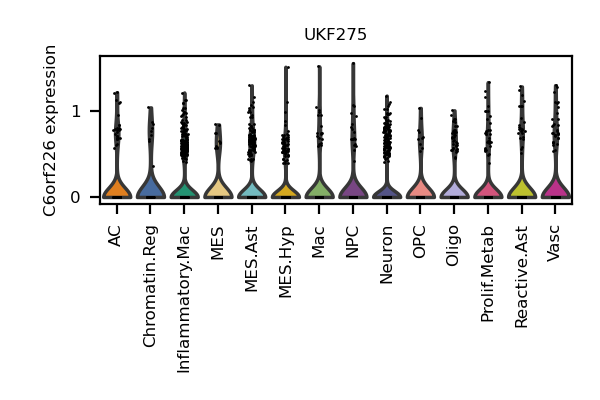 UKF275
C6orf226 expression
1
0
AC
Chromatin.Reg
Inflammatory.Mac
MES
MES.Ast
MES.Hyp
Mac
NPC
Neuron
OPC
Oligo
Prolif.Metab
Reactive.Ast
Vasc